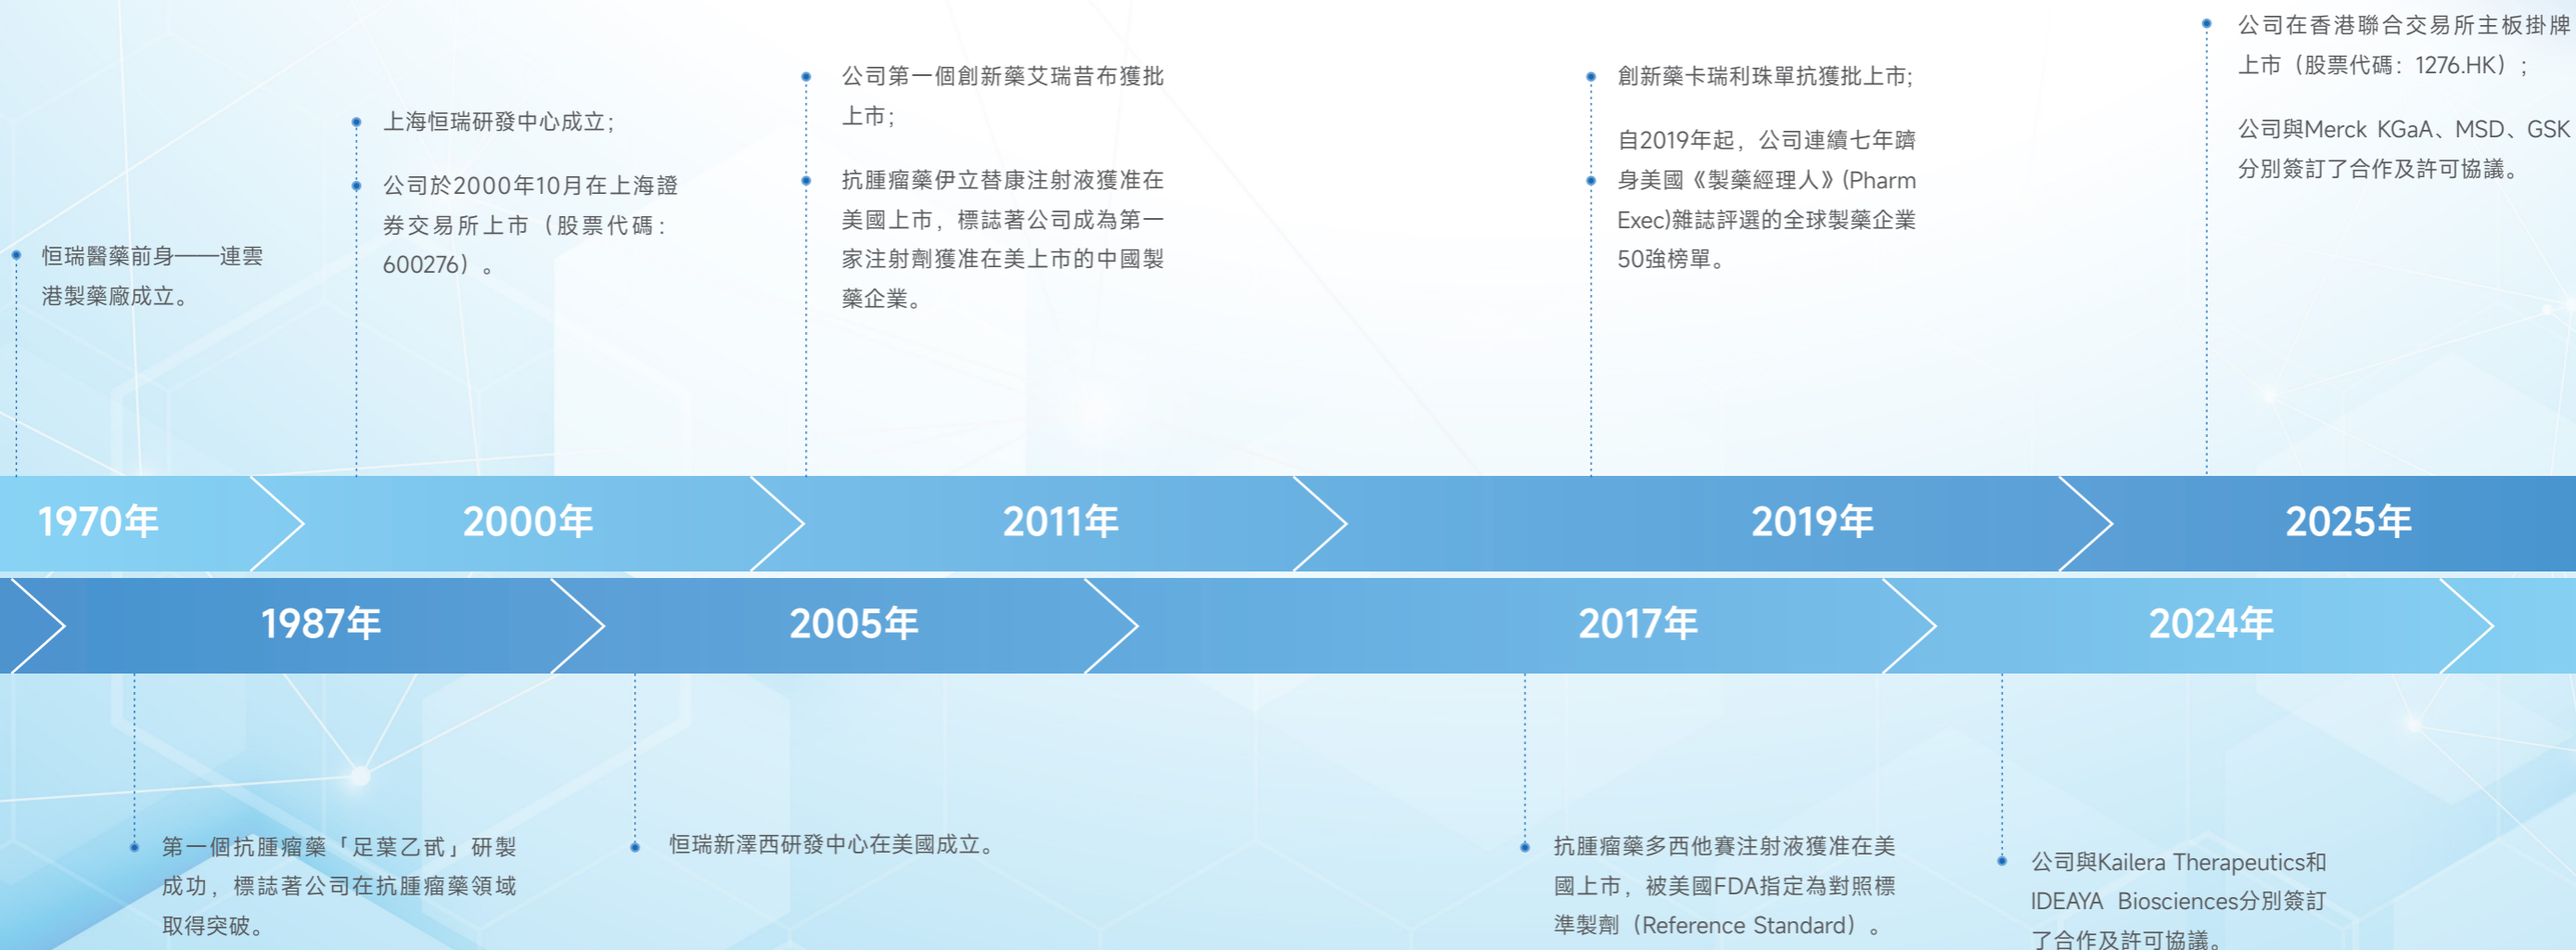 公司在香港聯合交易所主板掛牌
上市（股票代碼：1276.HK）;
公司與Merck KGaA、MSD、GSK
分別簽訂了合作及許可協議。
創新藥卡瑞利珠單抗獲批上市;
自2019年起，公司連續七年躋
身美國《製藥經理人》(Pharm
Exec)雜誌評選的全球製藥企業
50強榜單。
公司第一個創新藥艾瑞昔布獲批
上市;
抗腫瘤藥伊立替康注射液獲准在
美國上市，標誌著公司成為第一
家注射劑獲准在美上市的中國製
藥企業。
上海恒瑞研發中心成立;
公司於2000年10月在上海證
券交易所上市（股票代碼：
600276）。
恒瑞醫藥前身——連雲
港製藥廠成立。
1970年
2000年
2011年
2019年
2025年
1987年
2005年
2017年
2024年
第一個抗腫瘤藥「足葉乙甙」研製
成功，標誌著公司在抗腫瘤藥領域
取得突破。
恒瑞新澤西研發中心在美國成立。
抗腫瘤藥多西他賽注射液獲准在美
國上市，被美國FDA指定為對照標
準製劑（Reference Standard）。
公司與Kailera Therapeutics和
IDEAYA Biosciences分別簽訂
了合作及許可協議。